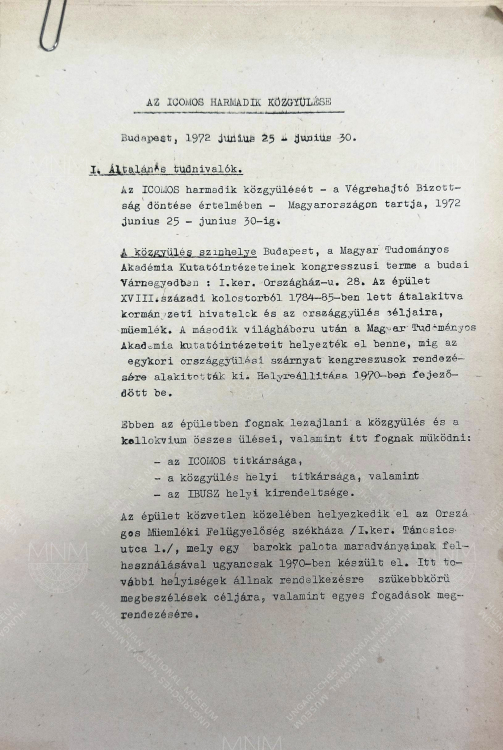 AZ ICOMOS HARMADIK KÖZGYÜLÉSE
Budapest, 1972 junius 25 - junius 30.
I. Általános tudnivalók.
Az ICOMOS harmadik közgyülését - a Végrehajtó Bizott-
ság döntése értelmében - Magyarországon tartja, 1972
junius 25 - junius 30-ig.
A közgyülés szinhelye Budapest, a Magyar Tudományos
Akadémia Kutatóintézeteinek kongresszusi terme a budai
Várnegyedban : I.ker. Országház-u. 28. Az épület
XVIII.századi kolostorból 1784-85-ben lett átalakitva
kormányzeti hivatalok és az országgyülés céljaira,
müemlék. A második világháboru után a Magyar Tudományos
Akademia kutatóintézeteit helyezték el benne, mig az
egykori országgyülési szárnyat kengreszusok rendezé-
sére alakitották ki. Helyreállitása 1970-ben fejező-
dött be.
Ebben az épületben fognak lezajlani a közgyülés és a
kollokvium összes ülései, valamint itt fognak müködni:
- az ICOMOS titkársága,
- a közgyülés helyi titkársága, valamint
- az IBUSZ helyi kirendeltsége.
Az épület közvetlen közelében helyezkedik el az Orszá
gos Müemléki Felügyelőség székháza /I.ker. Táncsics
utca 1./, mely egy barokk palota maradványainak fel-
használásával ugyancsak 1970-ben készült el. Itt to-
vábbi helyiségek állnak rendelkezésre szükebbkörü
megbeszélések céljára, valamint egyes fogadások meg-
rendezésére.
MNM
MNM